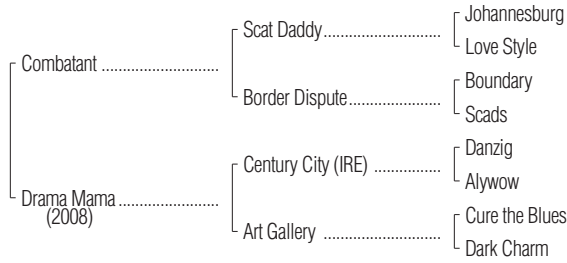 Johannesburg
Scat Daddy........................
Love Style
Combatant ........................
Boundary
Border Dispute...................
Scads
Danzig
Century City (IRE) ..............
Alywow
Drama Mama ....................
(2008)
Cure the Blues
Art Gallery ........................
Dark Charm